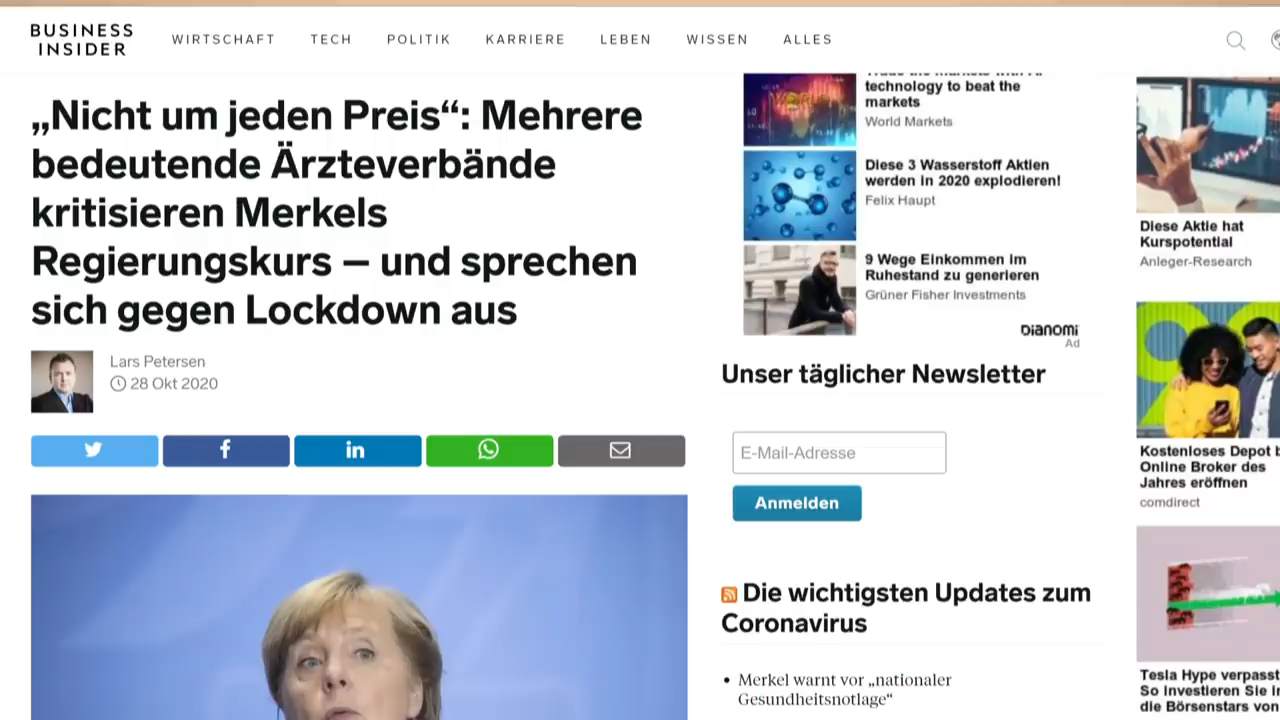 BUSINESS
INSIDER
WIRTSCHAFT TECH POLITIK KARRIERE LEBEN WISSEN ALLES
„Nicht um jeden Preis“: Mehrere
bedeutende Ärzteverbände
kritisieren Merkels
Regierungskurs – und sprechen
sich gegen Lockdown aus
Lars Petersen
28 Okt 2020
technology to beat the
markets
World Markets
Diese 3 Wasserstoff Aktien
werden in 2020 explodieren!
Felix Haupt
9 Wege Einkommen im
Ruhestand zu generieren
Grüner Fisher Investments
DIANOMI
Ad
Unser täglicher Newsletter
E-Mail-Adresse
Anmelden
Die wichtigsten Updates zum
Coronavirus
• Merkel warnt vor „nationaler
Gesundheitsnotlage“
Diese Aktie hat
Kurspotential
Anleger-Research
Kostenloses Depot
Online Broker des
Jahres eröffnen
comdirect
Tesla Hype verpasst
So investieren Sie
die Börsenstars von